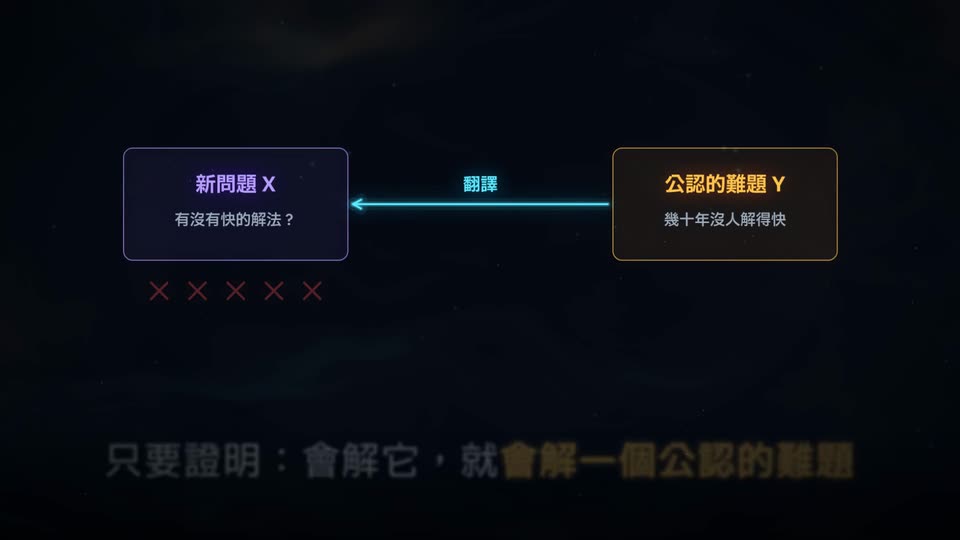 新問題 X
有沒有快的解法？
翻譯
公認的難題 Y
幾十年沒人解得快
只要證明：會解它，就會解一個公認的難題